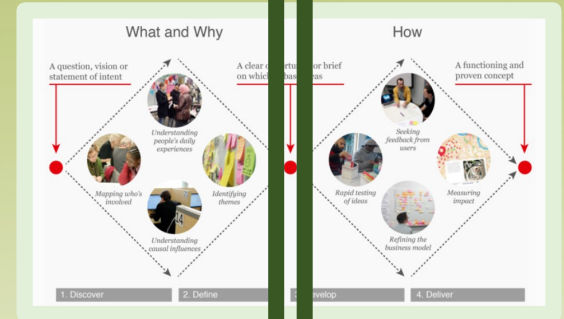 What and Why
How
A question, vision or
statement of intent
A clear or brief
on which
A functioning and
proven concept
Understanding
people's daily
experiences
Mapping who's
involved
Identifying
themes
Understanding
causal influences
Seeking
feedback from
users
Rapid testing
of ideas
Measuring
impact
Refining the
business model
1. Discover
2. Define
4. Deliver